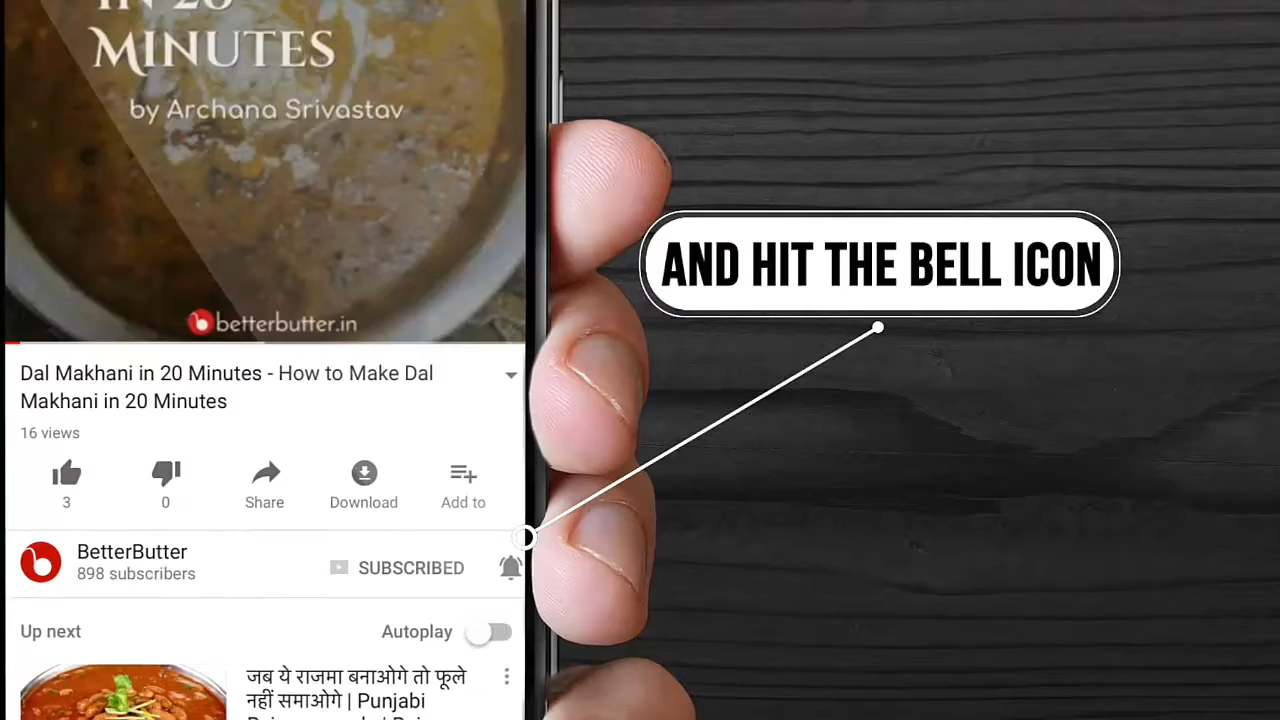 IN 20
MINUTES
by Archana Srivastav
betterbutter.in
AND HIT THE BELL ICON
Dal Makhani in 20 Minutes - How to Make Dal
Makhani in 20 Minutes
16 views
3
0
Share
Download
Add to
BetterButter
898 subscribers
SUBSCRIBED
Up next
Autoplay
जब ये राजमा बनाओगे तो फूले
नहीं समाओगे | Punjabi